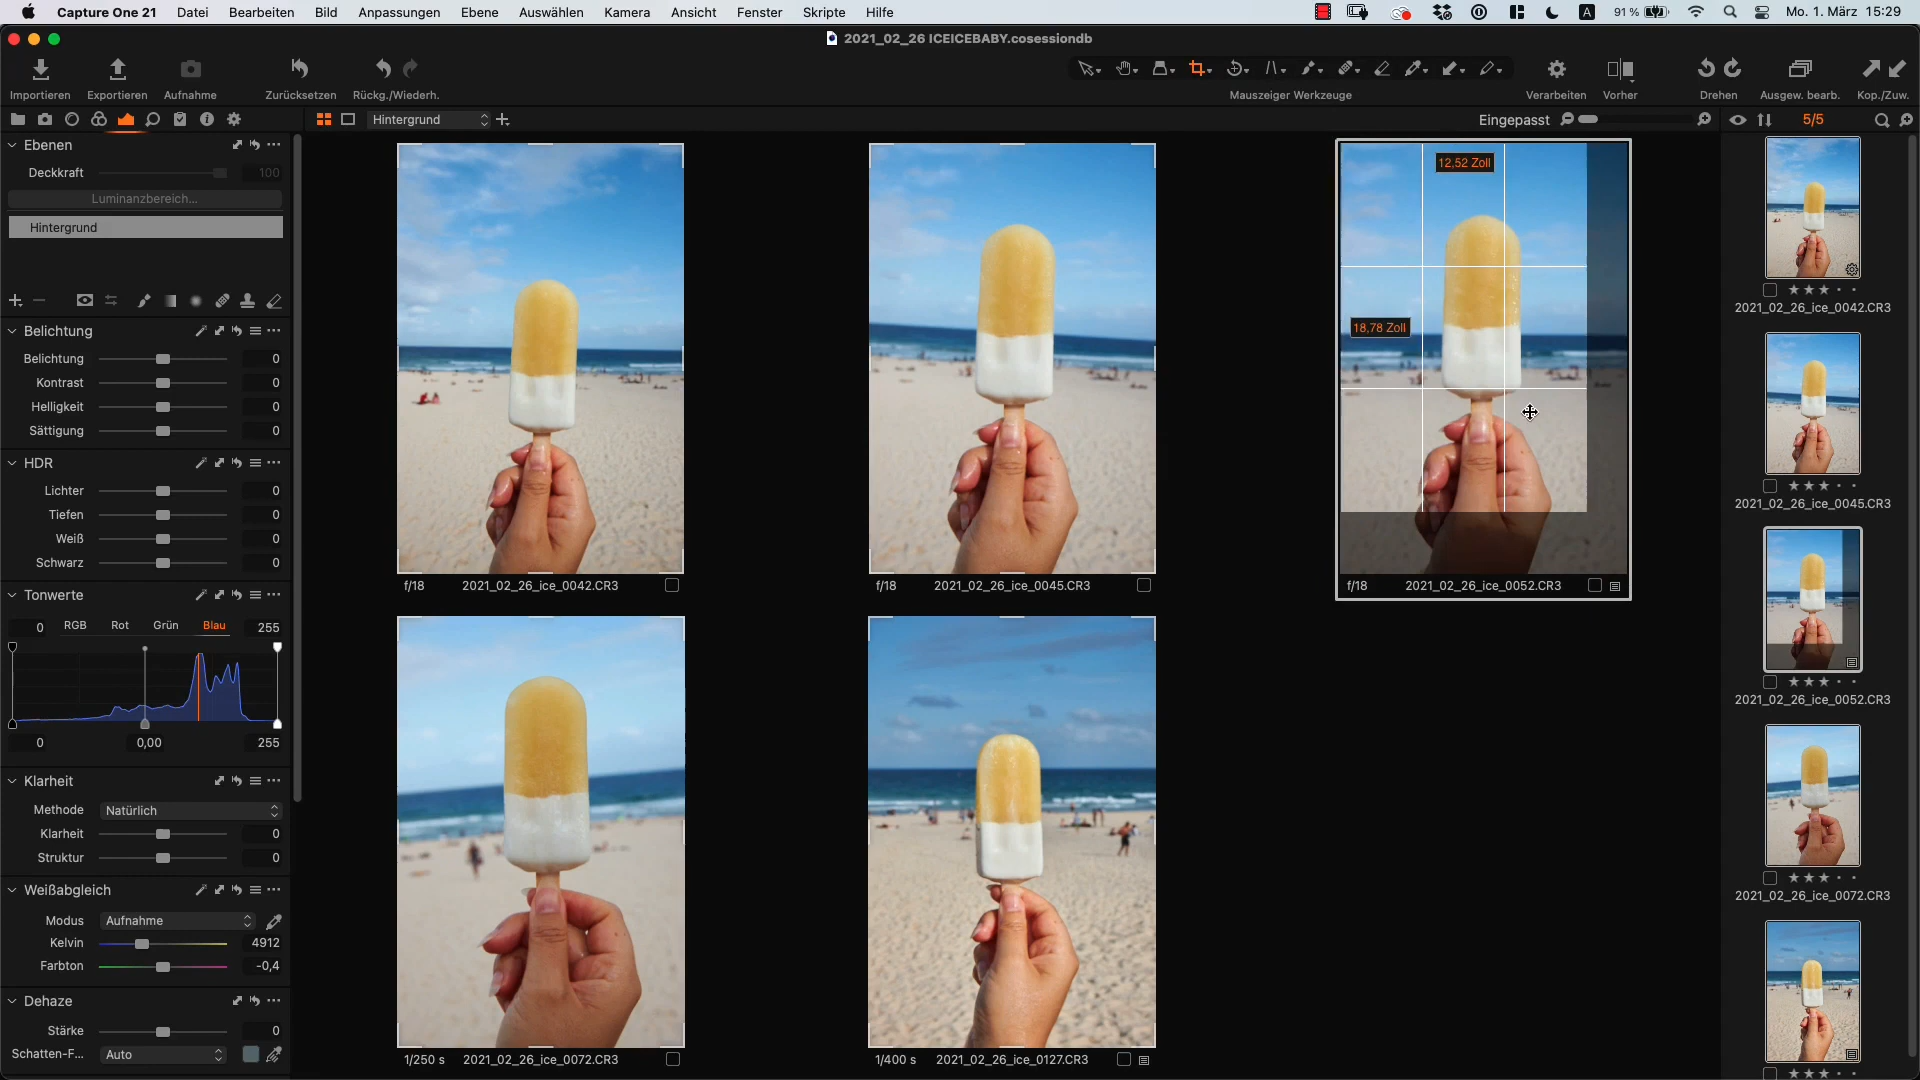 Capture One 21 Datei Bearbeiten Bild Anpassungen Ebene Auswählen Kamera Ansicht Fenster Skripte Hilfe A 91 % Mo. 1. März 15:29
2021_02_26 ICEICEBABY.cosessiondb
Importieren Exportieren Aufnahme Zurücksetzen Rückg./Wiederh. Mauszeiger Werkzeuge Verarbeiten Vorher Drehen Ausgew. bearb. Kop./Zuw.
Hintergrund Eingepasst 5/5
Ebenen
Deckkraft 100
Luminanzbereich...
Hintergrund
Belichtung
Belichtung 0
Kontrast 0
Helligkeit 0
Sättigung 0
HDR
Lichter 0
Tiefen 0
Weiß 0
Schwarz 0
Tonwerte
0 RGB Rot Grün Blau 255
0 0,00 255
Klarheit
Methode Natürlich
Klarheit 0
Struktur 0
Weißabgleich
Modus Aufnahme
Kelvin 4912
Farbton -0,4
Dehaze
Stärke 0
Schatten-F... Auto
12,52 Zoll
18,78 Zoll
f/18 2021_02_26_ice_0042.CR3
f/18 2021_02_26_ice_0045.CR3
f/18 2021_02_26_ice_0052.CR3
1/250 s 2021_02_26_ice_0072.CR3
1/400 s 2021_02_26_ice_0127.CR3
2021_02_26_ice_0042.CR3
2021_02_26_ice_0045.CR3
2021_02_26_ice_0052.CR3
2021_02_26_ice_0072.CR3